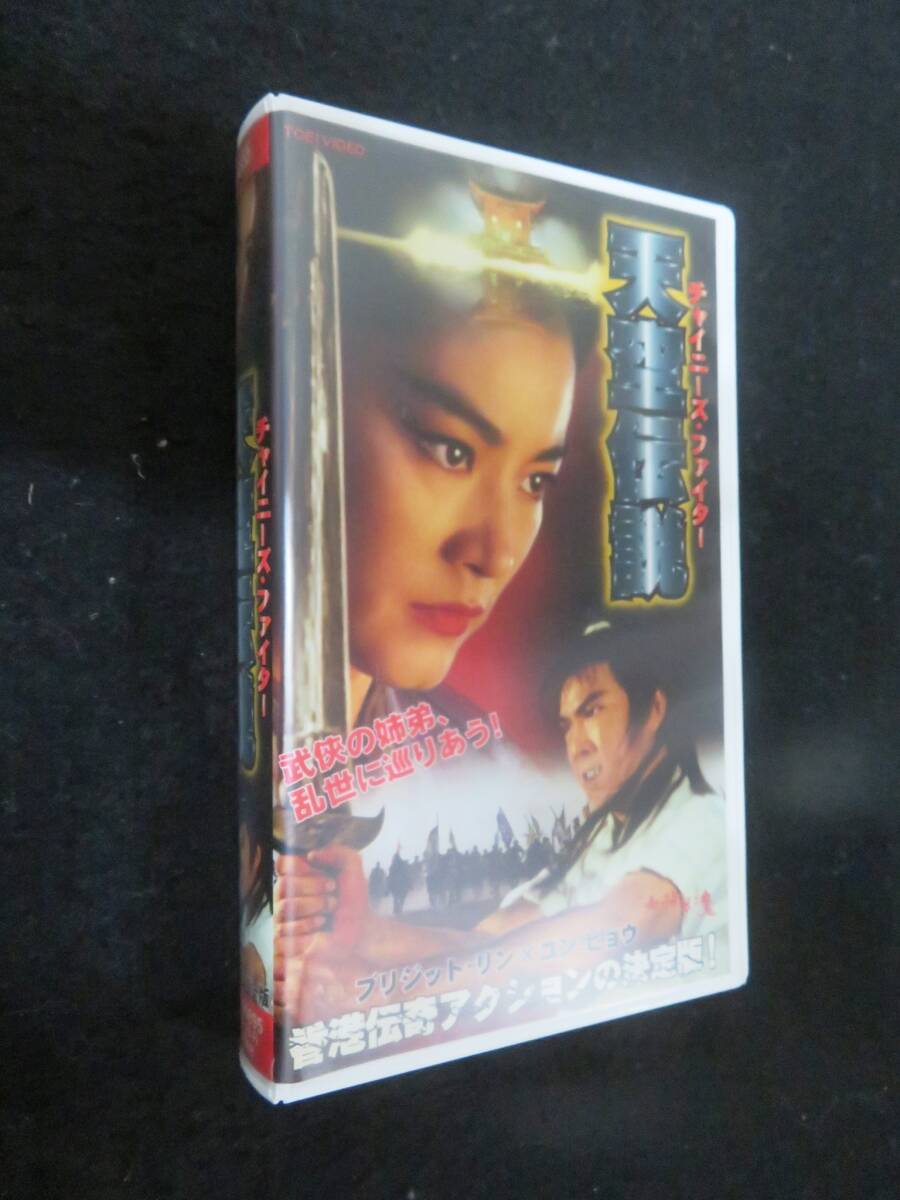 TOEI VIDEO
チャイニーズ・ファイター
天聖伝説
武侠の姉弟、
乱世に巡りあう!
ブリジット・リン×ユン・ピョウ
香港伝奇アクションの決定版!
チャイニーズ・ファイター
版